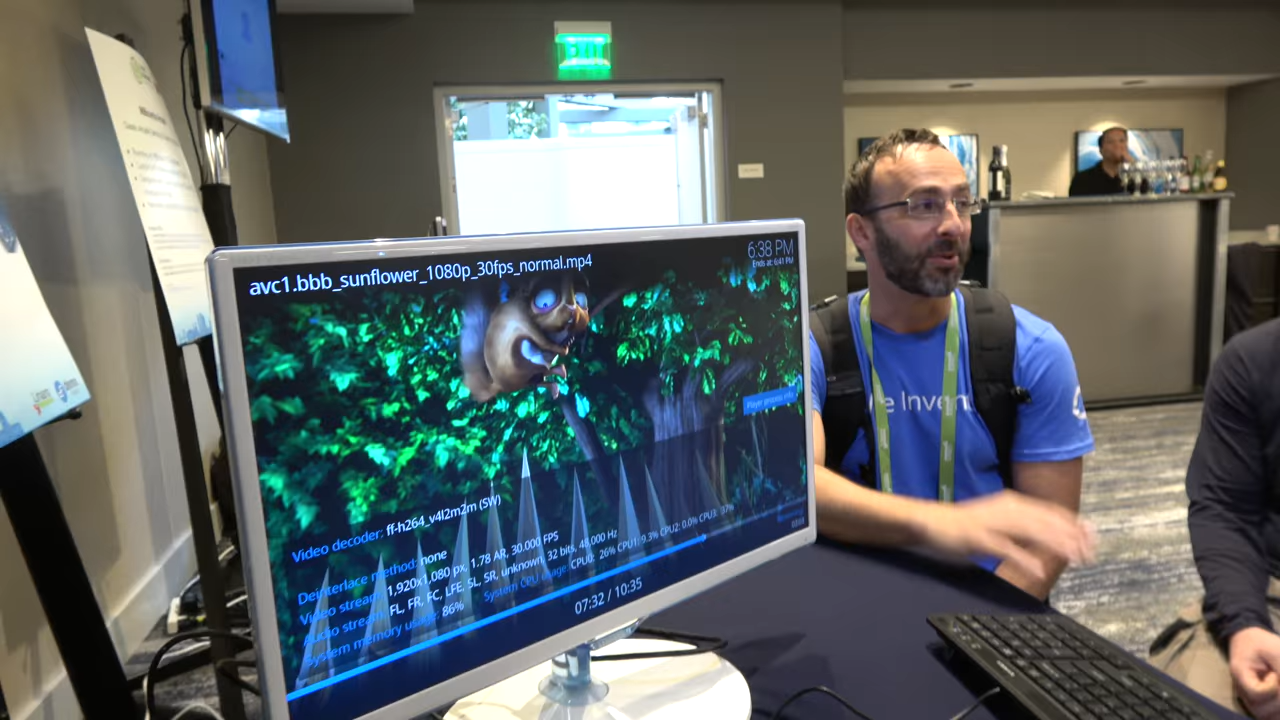 EXIT
6:38 PM
Ends at: 6:41 PM
avc1.bbb_sunflower_1080p_30fps_normal.mp4
Player process info
e Inven
Video decoder: ff-h264_v4l2m2m (SW)
Deinterlace method: none
Video stream: 1,920x1,080 px, 1.78 AR, 30.000 FPS
Audio stream: FL, FR, FC, LFE, SL, SR, unknown, 32 bits, 48,000 Hz
System memory usage: 86%
System CPU usage: CPU0: 26% CPU1: 9.3% CPU2: 0.0% CPU3: 37%
07:32 / 10:35